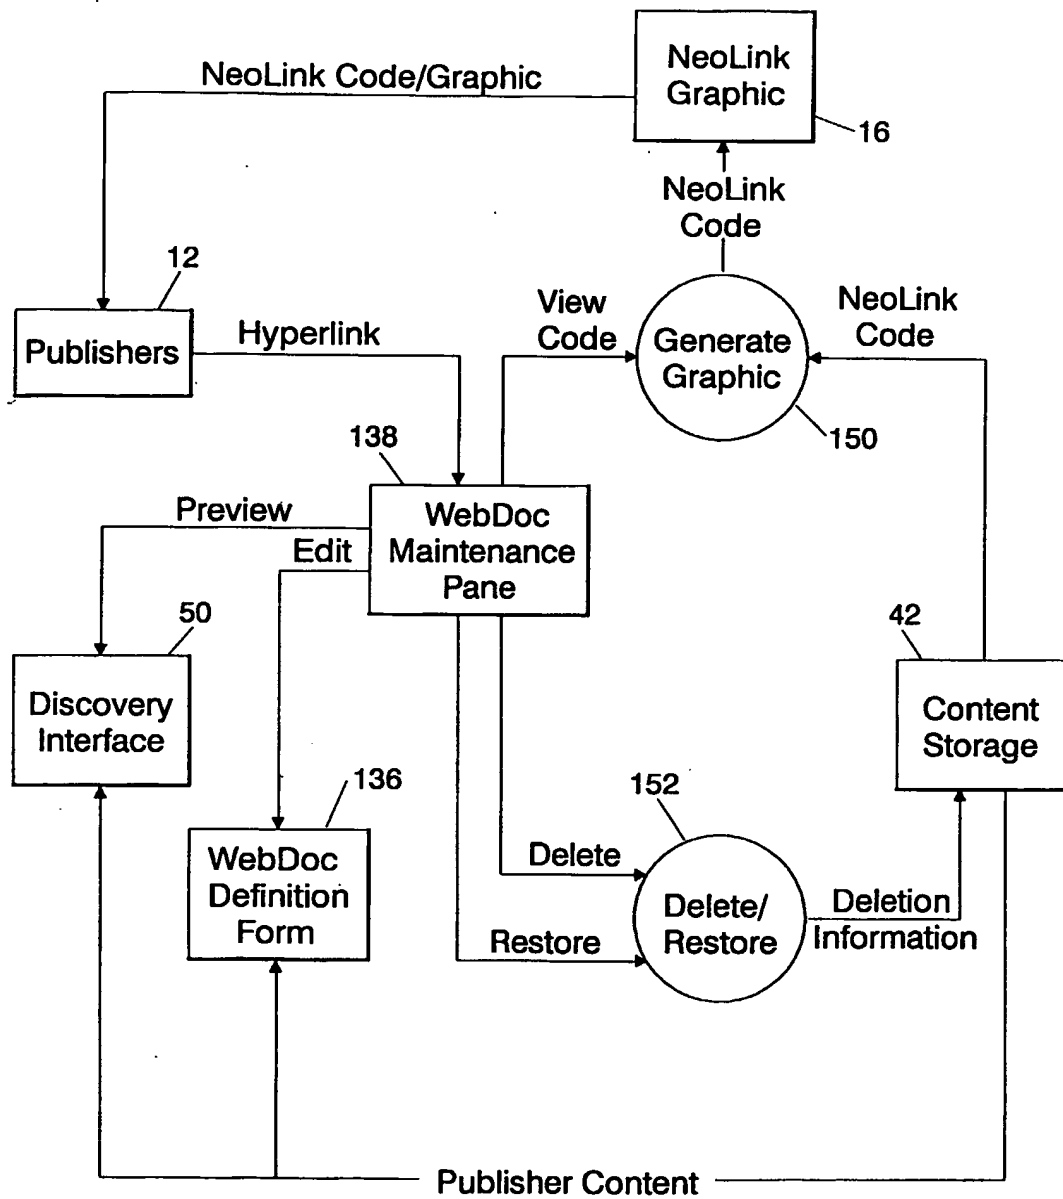 NeoLink
Graphic
16
NeoLink Code/Graphic
NeoLink
Code
12
Publishers
Hyperlink
View
Code
Generate
Graphic
150
NeoLink
Code
138
WebDoc
Maintenance
Pane
Preview
Edit
50
Discovery
Interface
42
Content
Storage
136
WebDoc
Definition
Form
152
Delete
Restore
Delete/
Restore
Deletion
Information
Publisher Content